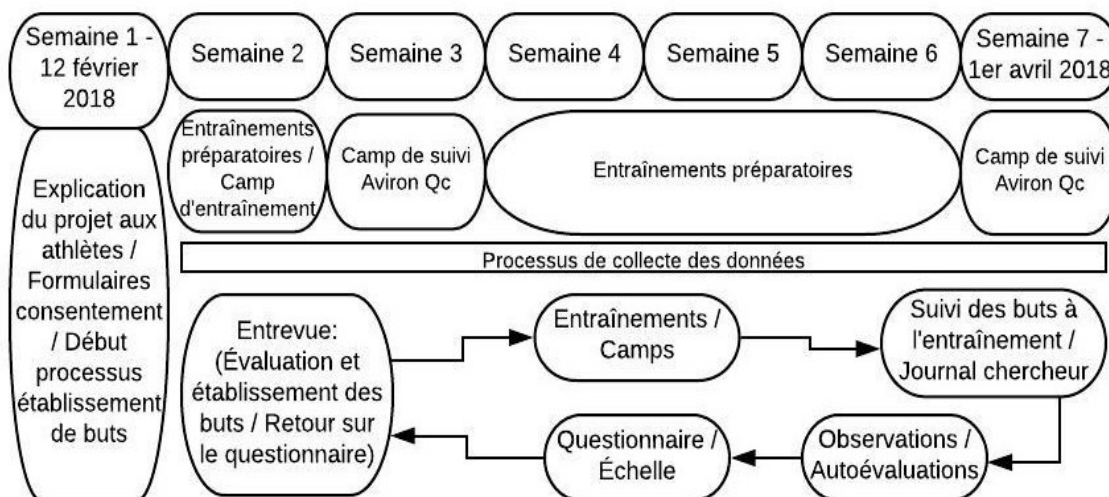 Semaine 1 -
12 février
2018
Semaine 2
Semaine 3
Semaine 4
Semaine 5
Semaine 6
Semaine 7 -
1er avril 2018
Explication
du projet aux
athlètes /
Formulaires
consentement
/ Début
processus
établissement
de buts
Entraînements
préparatoires /
Camp
d'entraînement
Camp de suivi
Aviron Qc
Entraînements préparatoires
Camp de suivi
Aviron Qc
Processus de collecte des données
Entrevue:
(Évaluation et
établissement des
buts / Retour sur
le questionnaire)
Entraînements /
Camps
Suivi des buts à
l'entraînement /
Journal chercheur
Observations /
Autoévaluations
Questionnaire /
Échelle